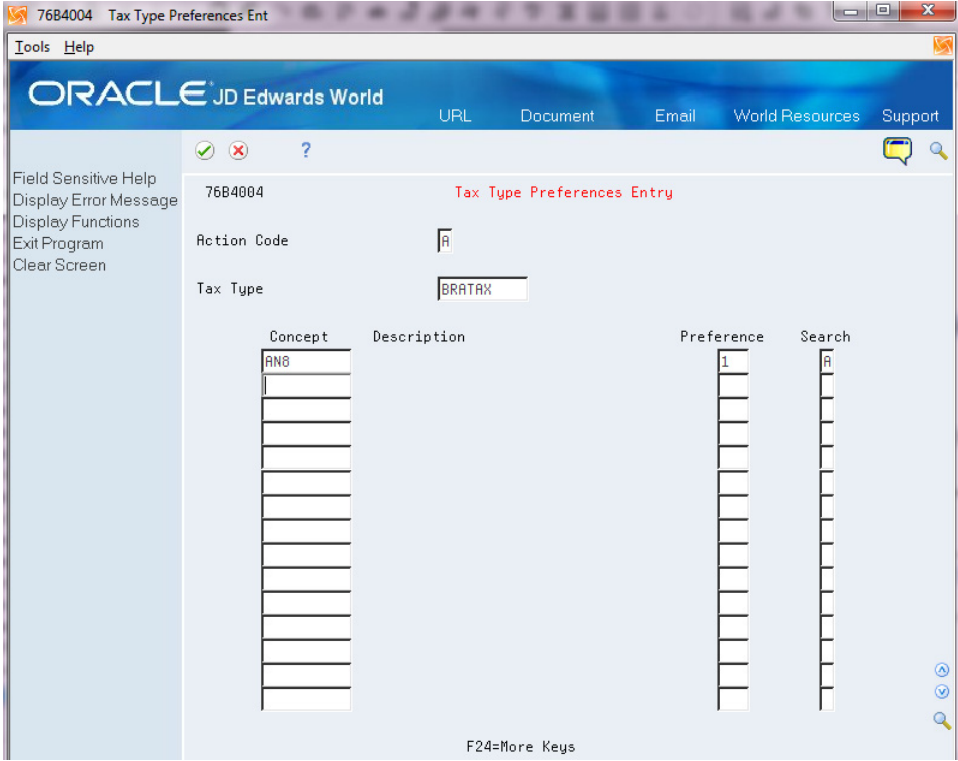 76B4004 Tax Type Preferences Ent
Tools Help
ORACLE JD Edwards World
URL Document Email World Resources Support
?
Field Sensitive Help
Display Error Message
Display Functions
Exit Program
Clear Screen
76B4004 Tax Type Preferences Entry
Action Code A
Tax Type BRATAX
Concept Description Preference Search
AN8 1 A
F24=More Keys